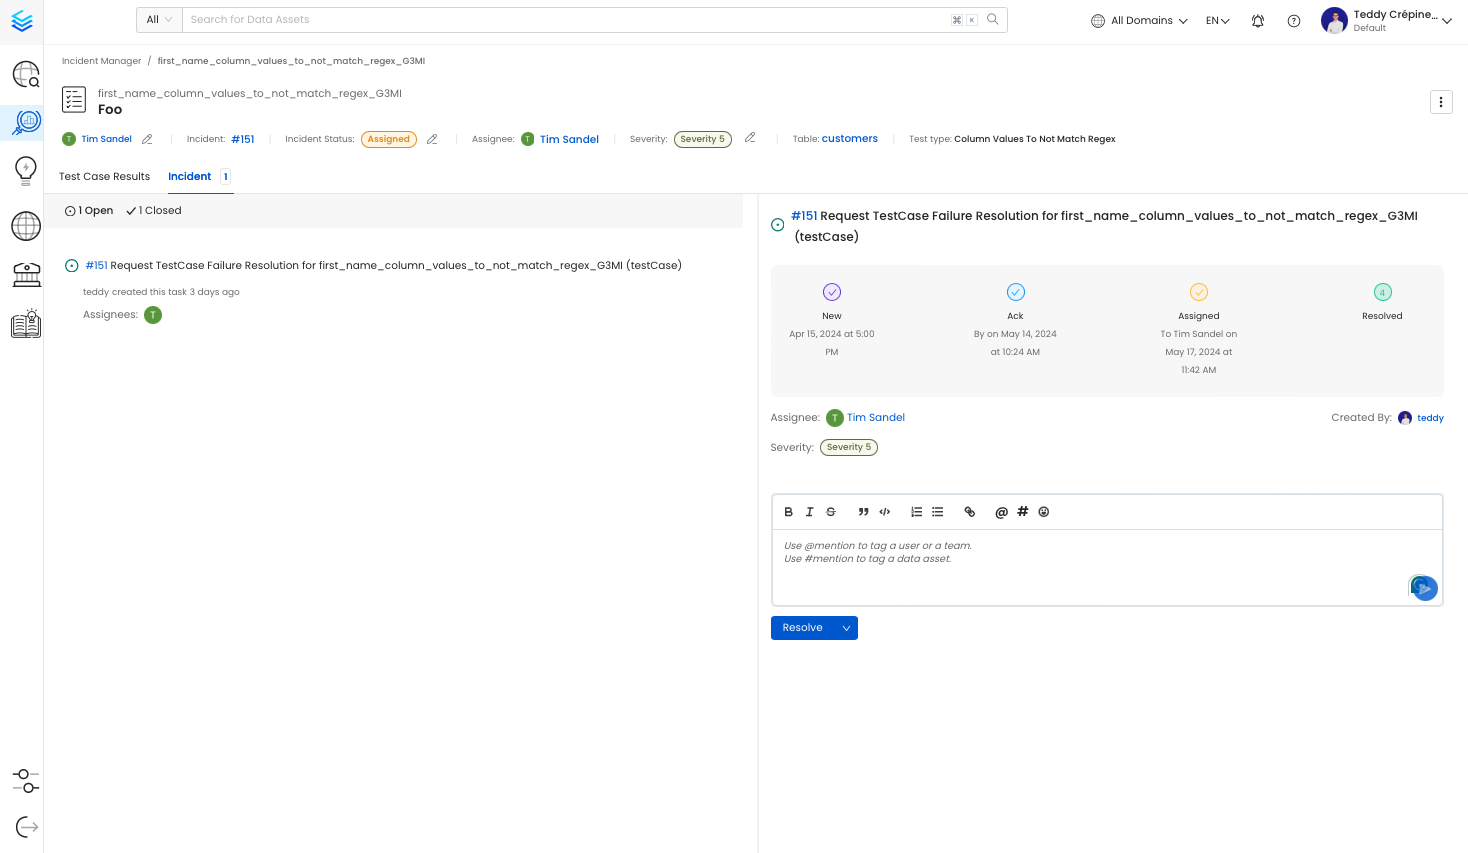 All
Search for Data Assets
⌘ K
All Domains
EN
Teddy Crépine...
Default
Incident Manager / first_name_column_values_to_not_match_regex_G3MI
first_name_column_values_to_not_match_regex_G3MI
Foo
T Tim Sandel
Incident: #151
Incident Status: Assigned
Assignee: T Tim Sandel
Severity: Severity 5
Table: customers
Test type: Column Values To Not Match Regex
Test Case Results
Incident 1
1 Open
1 Closed
#151 Request TestCase Failure Resolution for first_name_column_values_to_not_match_regex_G3MI (testCase)
teddy created this task 3 days ago
Assignees: T
#151 Request TestCase Failure Resolution for first_name_column_values_to_not_match_regex_G3MI
(testCase)
New
Apr 15, 2024 at 5:00
PM
Ack
By on May 14, 2024
at 10:24 AM
Assigned
To Tim Sandel on
May 17, 2024 at
11:42 AM
4
Resolved
Assignee: T Tim Sandel
Created By: teddy
Severity: Severity 5
B I S ” </> @ #
Use @mention to tag a user or a team.
Use #mention to tag a data asset.
Resolve